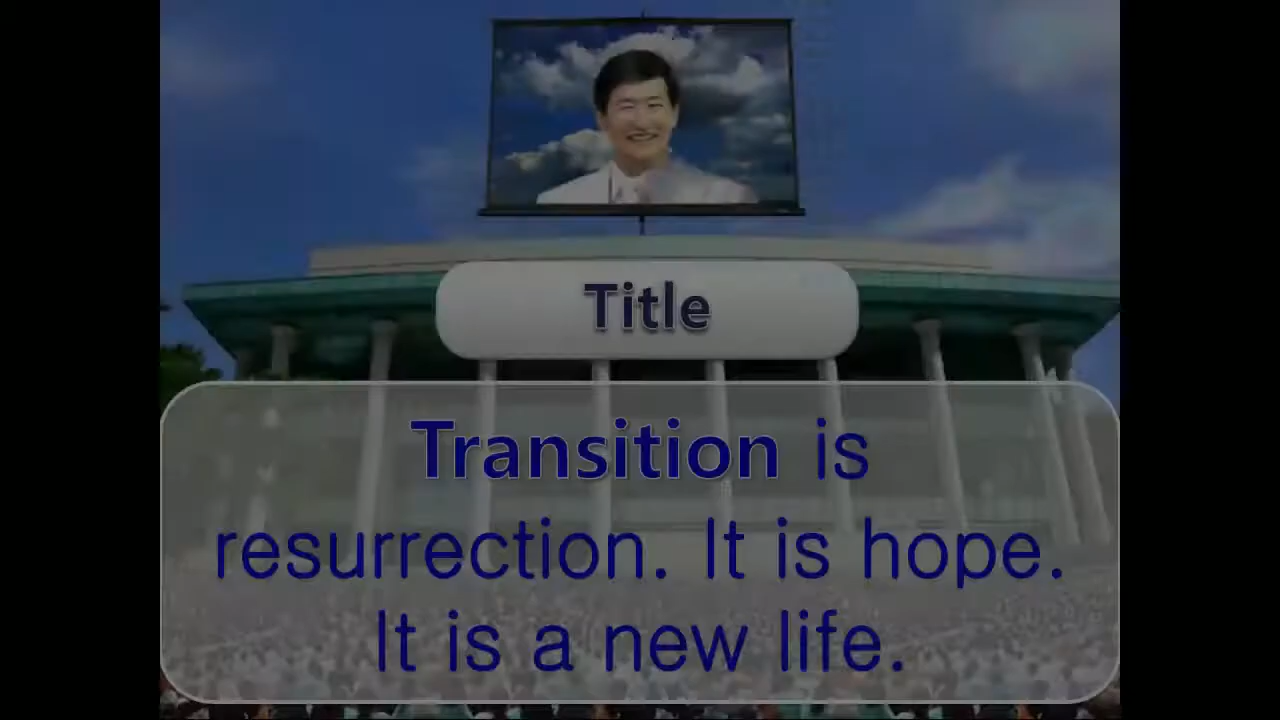 Title
Transition is
resurrection. It is hope.
It is a new life.